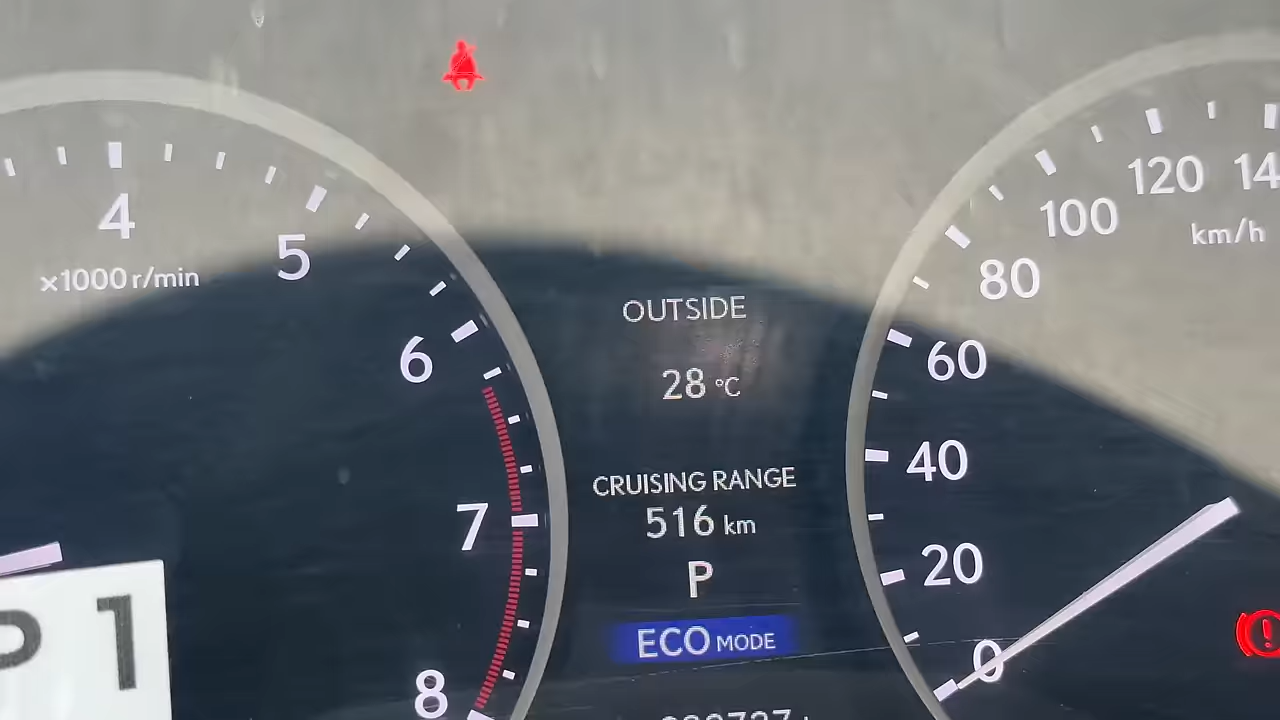 4
×1000 r/min
5
6
7
8
P 1
OUTSIDE
28 °C
CRUISING RANGE
516 km
P
ECO MODE
120
100
km/h
80
60
40
20
0